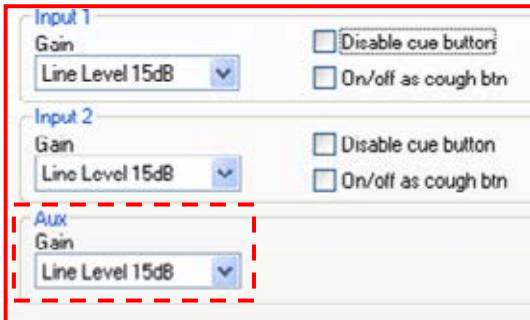 Input 1
Gain
Disable cue button
Line Level 15dB
On/off as cough btn
Input 2
Gain
Disable cue button
Line Level 15dB
On/off as cough btn
Aux
Gain
Line Level 15dB